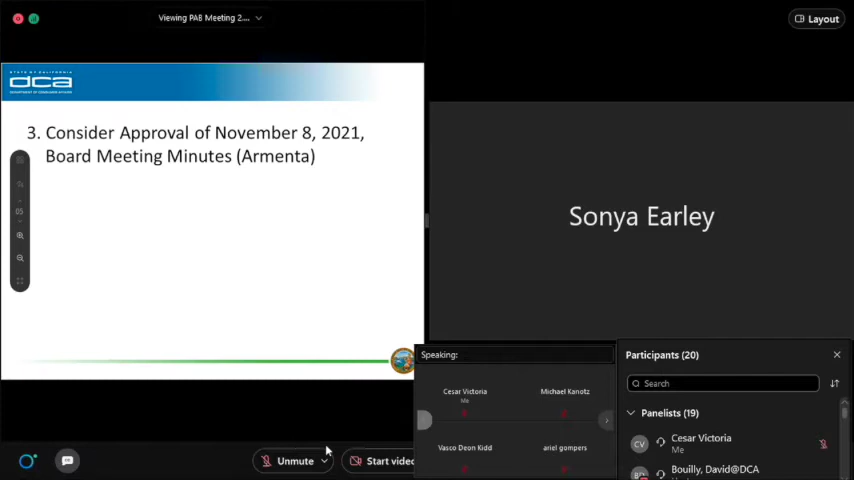 Viewing PAB Meeting 2....
Layout
STATE OF CALIFORNIA
dca
DEPARTMENT OF CONSUMER AFFAIRS
3. Consider Approval of November 8, 2021,
Board Meeting Minutes (Armenta)
05
Sonya Earley
Speaking:
Cesar Victoria
Me
Michael Kanotz
Vasco Deon Kidd
ariel gompers
Participants (20)
Search
Panelists (19)
CV
Cesar Victoria
Me
Bouilly, David@DCA
Unmute
Start video